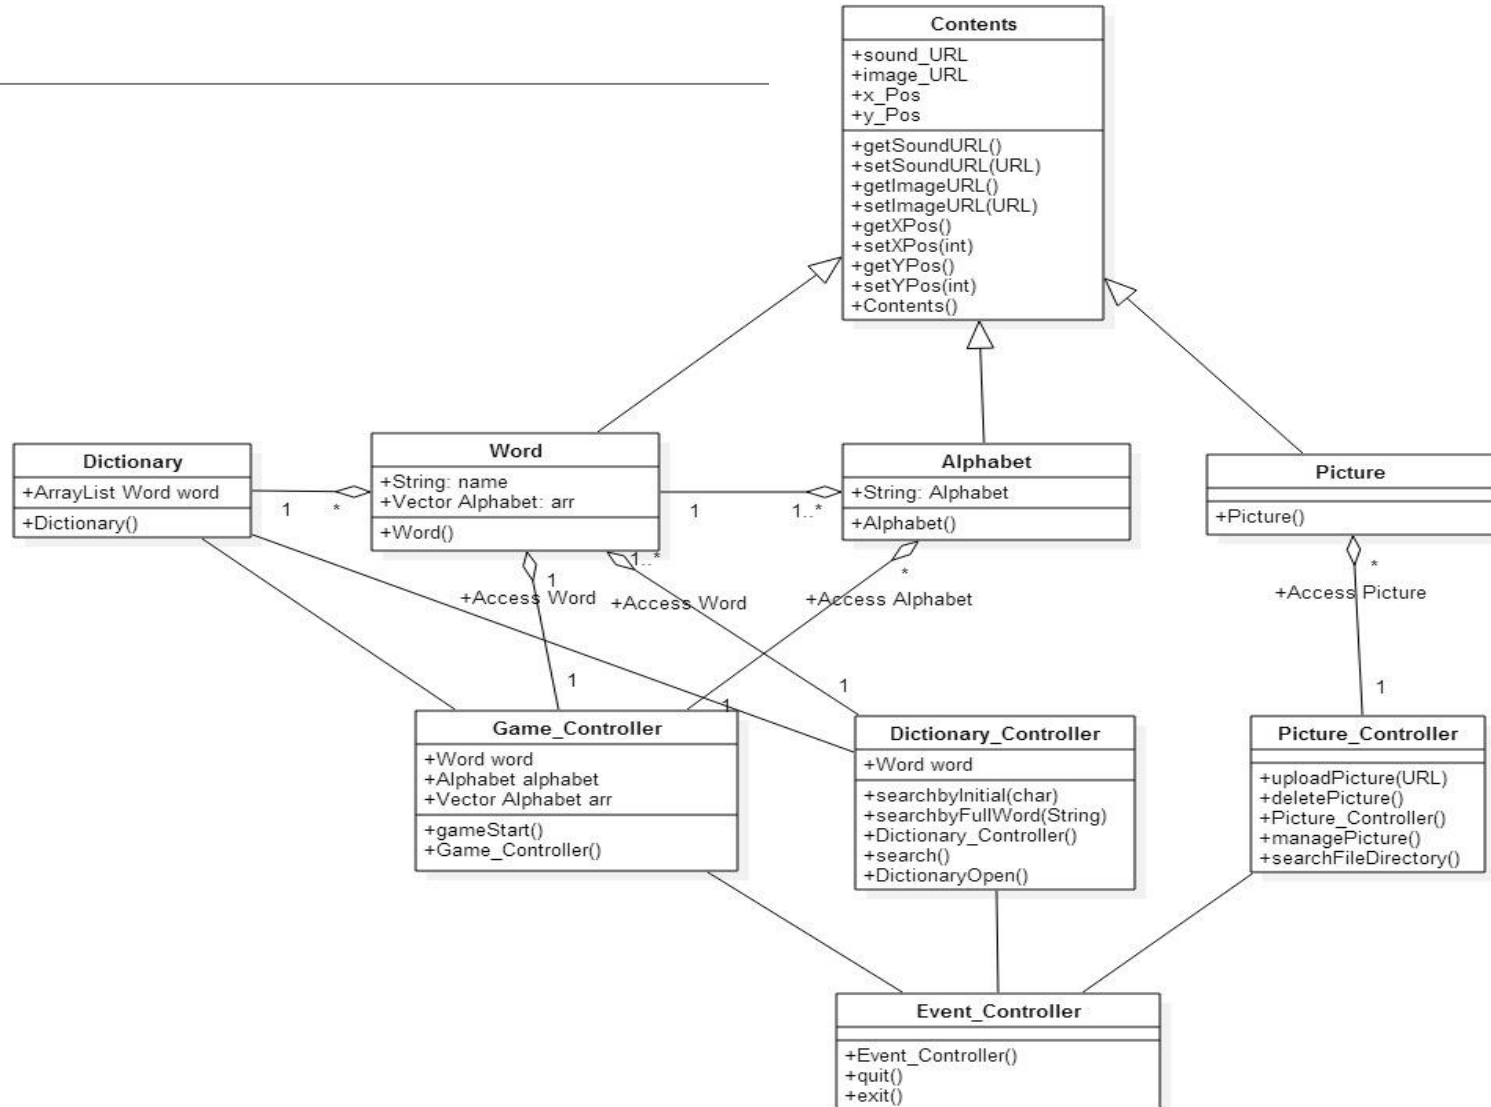 Contents
+sound_URL
+image_URL
+x_Pos
+y_Pos
+getSoundURL()
+setSoundURL(URL)
+getImageURL()
+setImageURL(URL)
+getXPos()
+setXPos(int)
+getYPos()
+setYPos(int)
+Contents()
Dictionary
+ArrayList Word word
+Dictionary()
1
*
Word
+String: name
+Vector Alphabet: arr
+Word()
1
1..*
Alphabet
+String: Alphabet
+Alphabet()
Picture
+Picture()
1
+Access Word
1
1..*
+Access Word
1
*
+Access Alphabet
1
*
+Access Picture
1
Game_Controller
+Word word
+Alphabet alphabet
+Vector Alphabet arr
+gameStart()
+Game_Controller()
Dictionary_Controller
+Word word
+searchbyInitial(char)
+searchbyFullWord(String)
+Dictionary_Controller()
+search()
+DictionaryOpen()
Picture_Controller
+uploadPicture(URL)
+deletePicture()
+Picture_Controller()
+managePicture()
+searchFileDirectory()
Event_Controller
+Event_Controller()
+quit()
+exit()